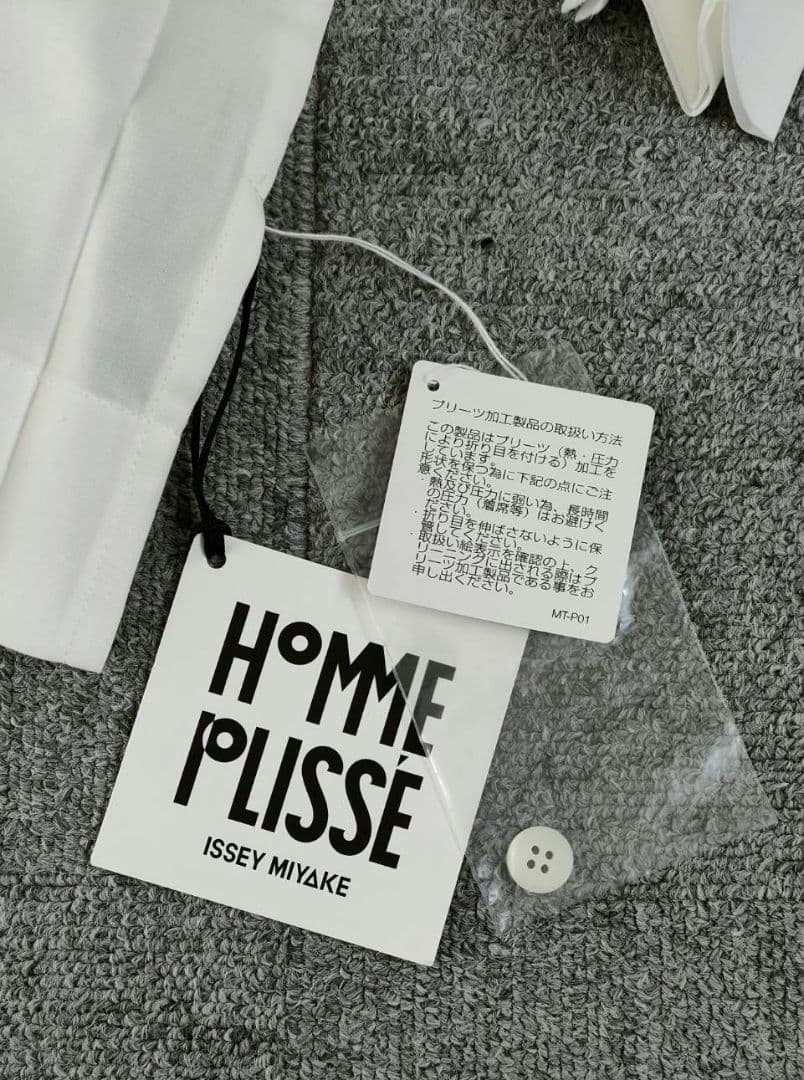 プリーツ加工製品の取扱い方法
この製品はプリーツ（熱・圧力
により折り目を付ける）加工を
しています。
形状を保つ為に下記の点にご注
意ください。
・熱及び圧力に弱い為、長時間
の圧力（着席等）はお避けく
ださい。
・折り目を伸ばさないように保
管してください。
・取扱い絵表示を確認の上、ク
リーニングに出される際はプ
リーツ加工製品である事をお
申し出ください。
MT-P01
HOMME
PLISSÉ
ISSEY MIYAKE